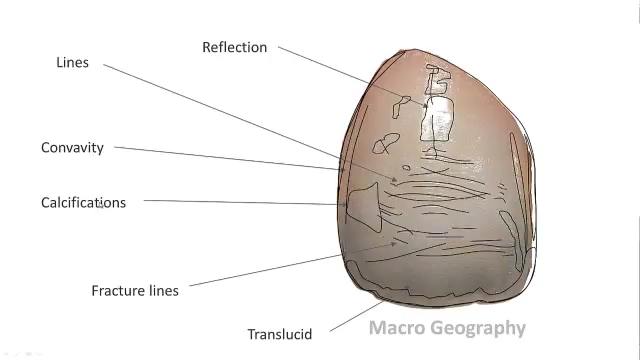 Reflection
Lines
Convavity
Calcifications
Fracture lines
Translucid
Macro Geography